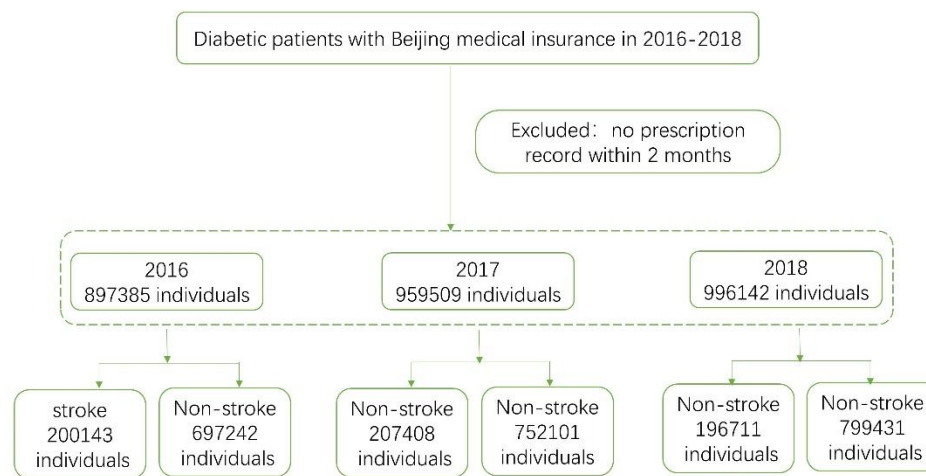 Diabetic patients with Beijing medical insurance in 2016-2018
Excluded: no prescription
record within 2 months
2016
897385 individuals
2017
959509 individuals
2018
996142 individuals
stroke
200143
individuals
Non-stroke
697242
individuals
Non-stroke
207408
individuals
Non-stroke
752101
individuals
Non-stroke
196711
individuals
Non-stroke
799431
individuals